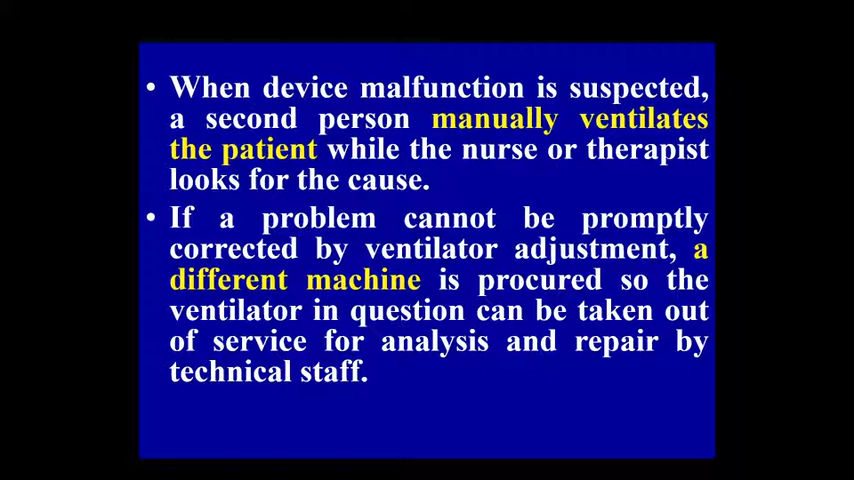 • When device malfunction is suspected,
a second person manually ventilates
the patient while the nurse or therapist
looks for the cause.
• If a problem cannot be promptly
corrected by ventilator adjustment, a
different machine is procured so the
ventilator in question can be taken out
of service for analysis and repair by
technical staff.